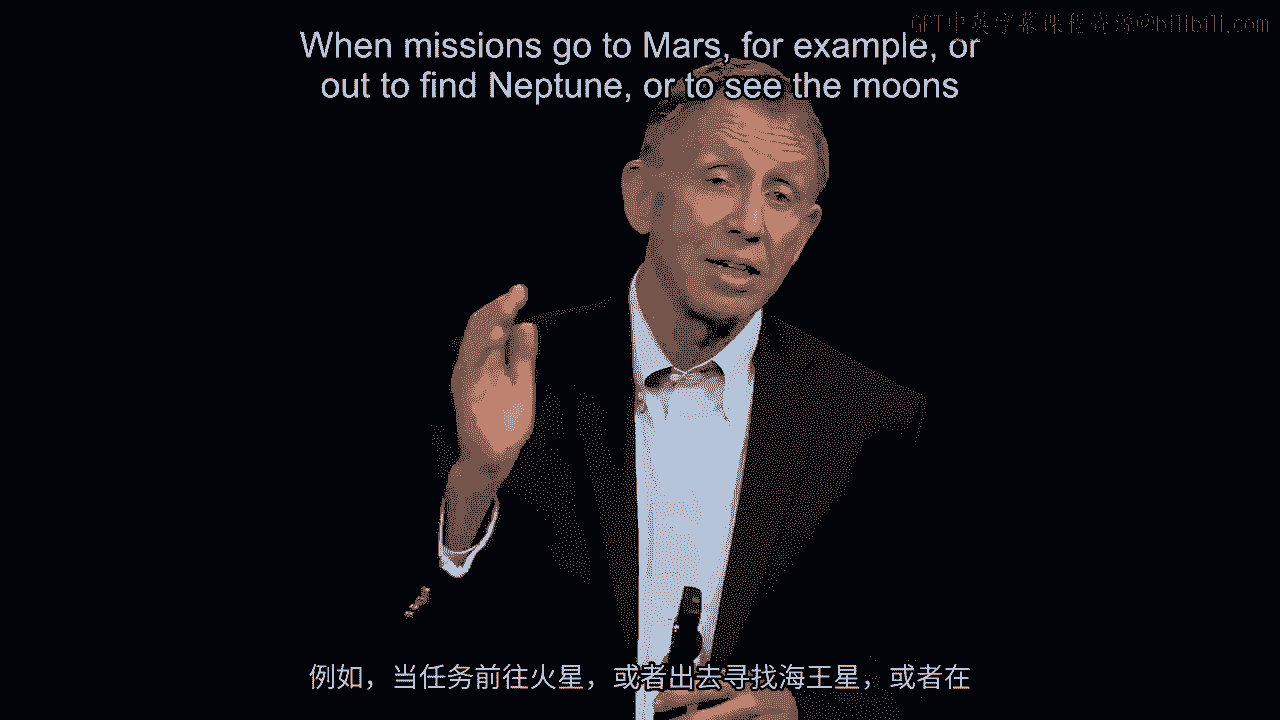 When missions go to Mars, for example, or
out to find Neptune, or to see the moons
例如，当任务前往火星，或者出去寻找海王星，或者在